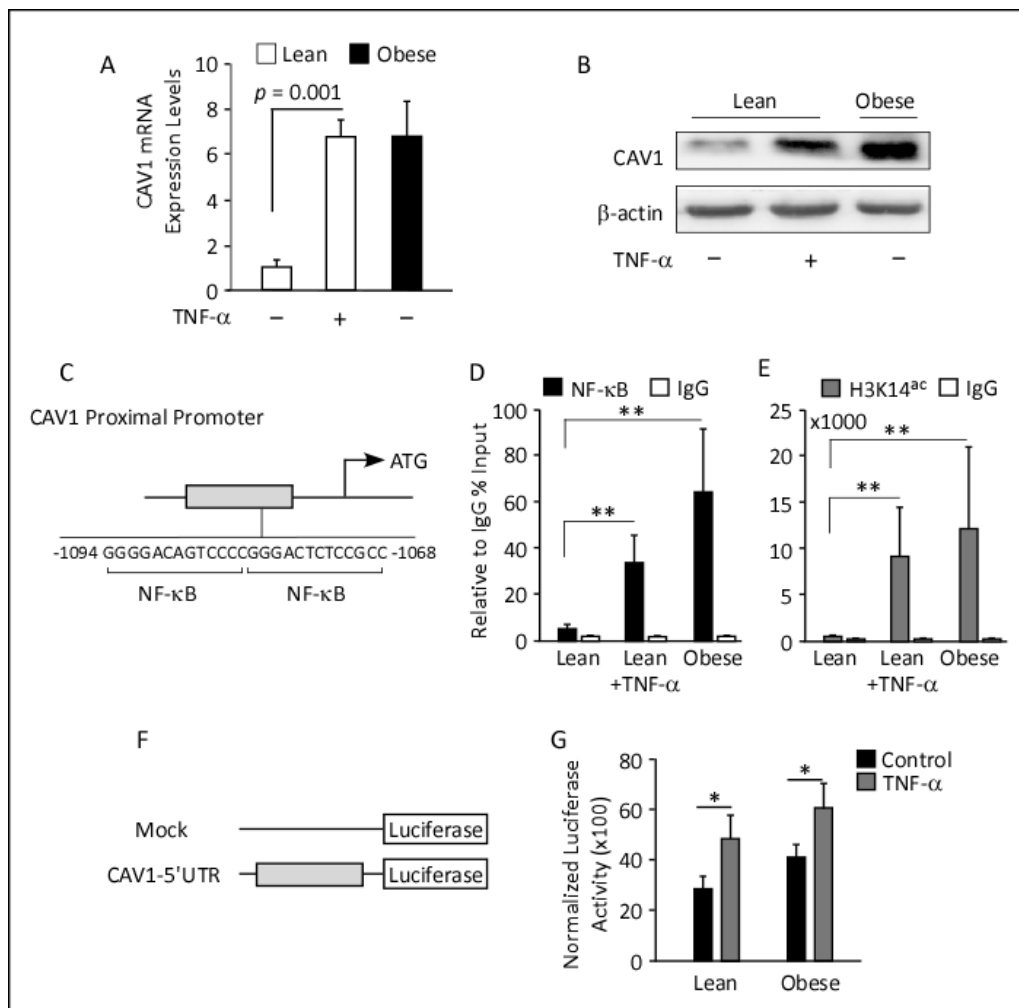 A
Lean Obese
p = 0.001
CAV1 mRNA
Expression Levels
10
8
6
4
2
0
TNF-α − + −
B
Lean Obese
CAV1
β-actin
TNF-α − + −
C
CAV1 Proximal Promoter
ATG
-1094 GGGGACAGTCCCCGGGACTCTCCGCC -1068
NF-κB NF-κB
D
NF-κB IgG
Relative to IgG % Input
100
80
60
40
20
0
** **
Lean Lean Obese
+TNF-α
E
H3K14ac IgG
x1000
25
20
15
10
5
0
** **
Lean Lean Obese
+TNF-α
F
Mock Luciferase
CAV1-5'UTR Luciferase
G
Control
TNF-α
Normalized Luciferase
Activity (x100)
80
60
40
20
0
* *
Lean Obese